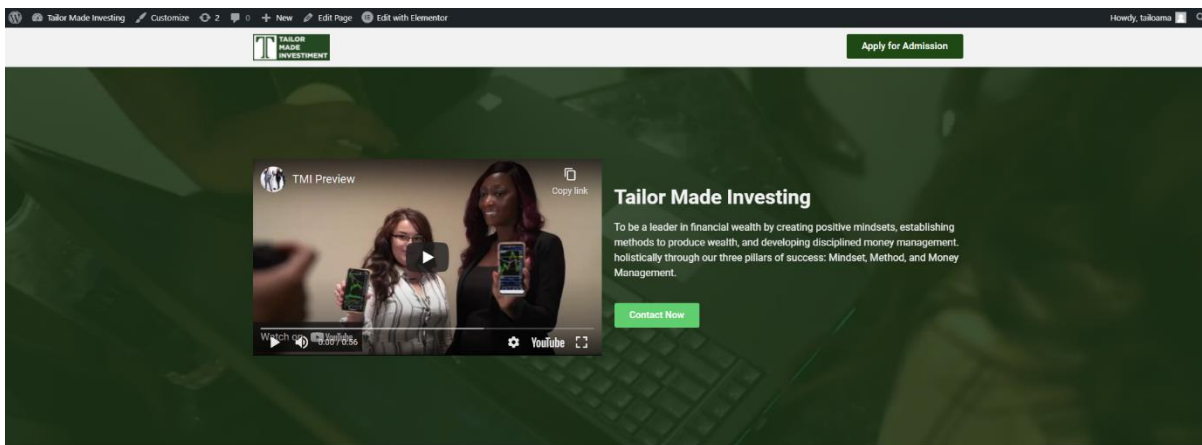 Tailor Made Investing Customize 2 0 New Edit Page Edit with Elementor Howdy, tailoama
TAILOR
MADE
INVESTIMENT
Apply for Admission
TMI Preview
Copy link
Tailor Made Investing
To be a leader in financial wealth by creating positive mindsets, establishing
methods to produce wealth, and developing disciplined money management.
holistically through our three pillars of success: Mindset, Method, and Money
Management.
Contact Now
Watch on YouTube
0:00 / 0:56
YouTube